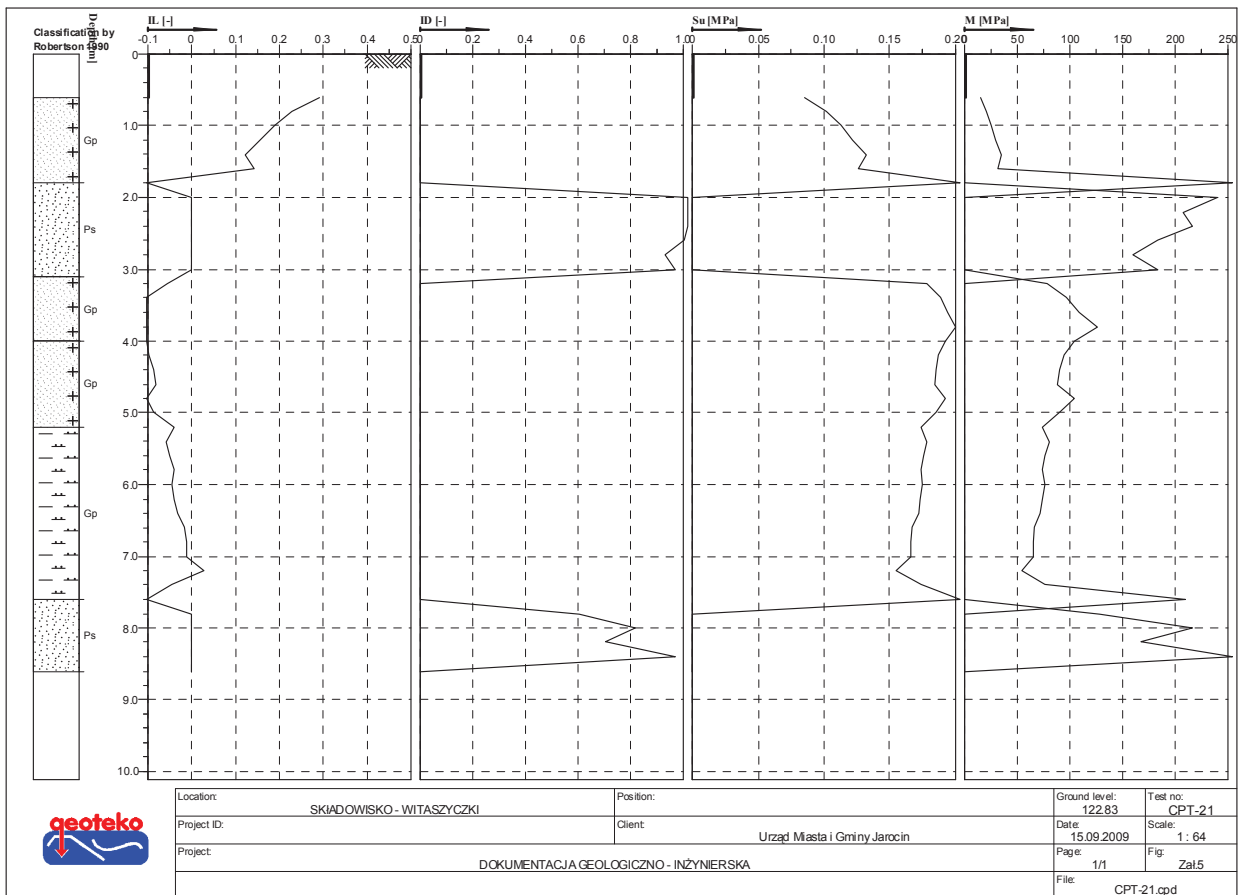 Classification by
Robertson 1990
Depth [m]
IL [-]
ID [-]
Su [MPa]
M [MPa]
-0.1 0 0.1 0.2 0.3 0.4 0.5
0 0.2 0.4 0.6 0.8 1.0
0 0.05 0.10 0.15 0.20
0 50 100 150 200 250
0
1.0
2.0
3.0
4.0
5.0
6.0
7.0
8.0
9.0
10.0
Gp
Ps
Gp
Gp
Gp
Ps
geoteko
Location:
SKŁADOWISKO - WITASZYCZKI
Position:
Ground level:
122.83
Test no:
CPT-21
Project ID:
Client:
Urząd Miasta i Gminy Jarocin
Date:
15.09.2009
Scale:
1 : 64
Project:
DOKUMENTACJA GEOLOGICZNO - INŻYNIERSKA
Page:
1/1
Fig:
Zał.5
File:
CPT-21.cpd